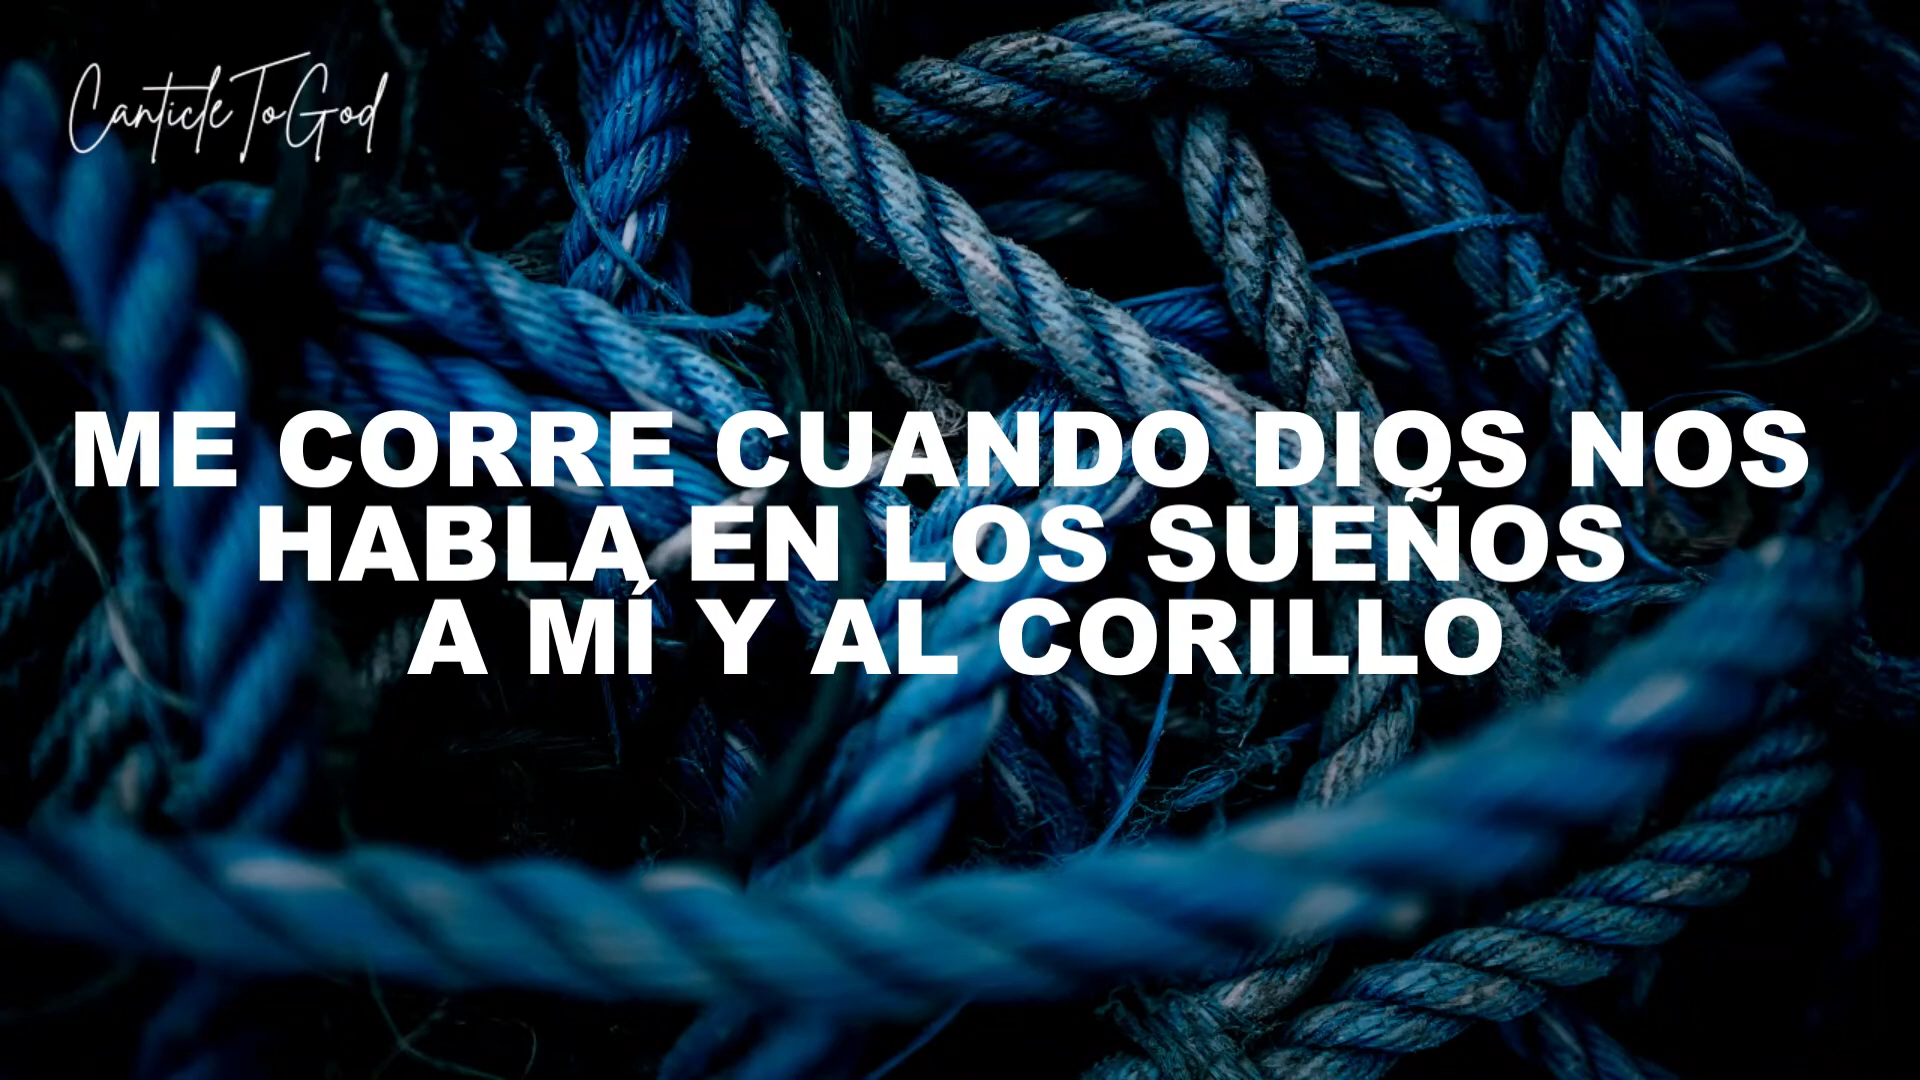 CanticleToGod
ME CORRE CUANDO DIOS NOS
HABLA EN LOS SUEÑOS
A MÍ Y AL CORILLO